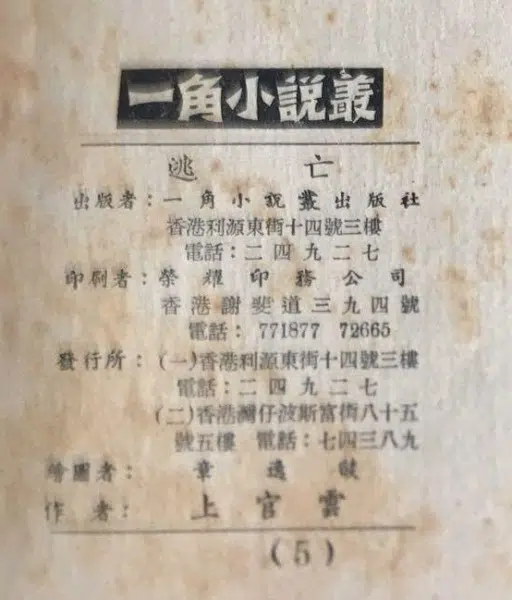 一角小說叢
逃亡
出版者：一角小說叢出版社
香港利源東街十四號三樓
電話：二四九二七
印刷者：榮耀印務公司
香港謝斐道三九四號
電話：771877 72665
發行所：(一)香港利源東街十四號三樓
電話：二四九二七
(二)香港灣仔波斯富街八十五
號五樓 電話：七四三八九
繪圖者：章逸
作者：上官雲
(5)